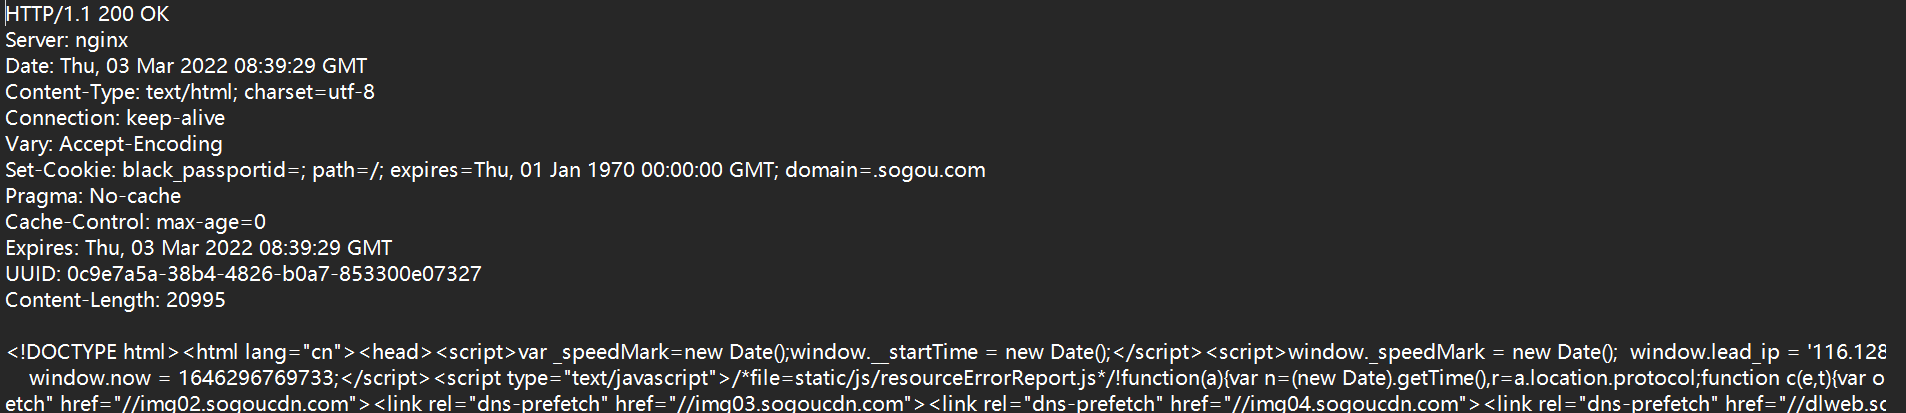 HTTP/1.1 200 OK
Server: nginx
Date: Thu, 03 Mar 2022 08:39:29 GMT
Content-Type: text/html; charset=utf-8
Connection: keep-alive
Vary: Accept-Encoding
Set-Cookie: black_passportid=; path=/; expires=Thu, 01 Jan 1970 00:00:00 GMT; domain=.sogou.com
Pragma: No-cache
Cache-Control: max-age=0
Expires: Thu, 03 Mar 2022 08:39:29 GMT
UUID: 0c9e7a5a-38b4-4826-b0a7-853300e07327
Content-Length: 20995
<!DOCTYPE html><html lang="cn"><head><script>var _speedMark=new Date();window.__startTime = new Date();</script><script>window._speedMark = new Date();  window.lead_ip = '116.128
window.now = 1646296769733;</script><script type="text/javascript">/*file=static/js/resourceErrorReport.js*/!function(a){var n=(new Date).getTime(),r=a.location.protocol;function c(e,t){var o
etch" href="//img02.sogoucdn.com"><link rel="dns-prefetch" href="//img03.sogoucdn.com"><link rel="dns-prefetch" href="//img04.sogoucdn.com"><link rel="dns-prefetch" href="//dlweb.so